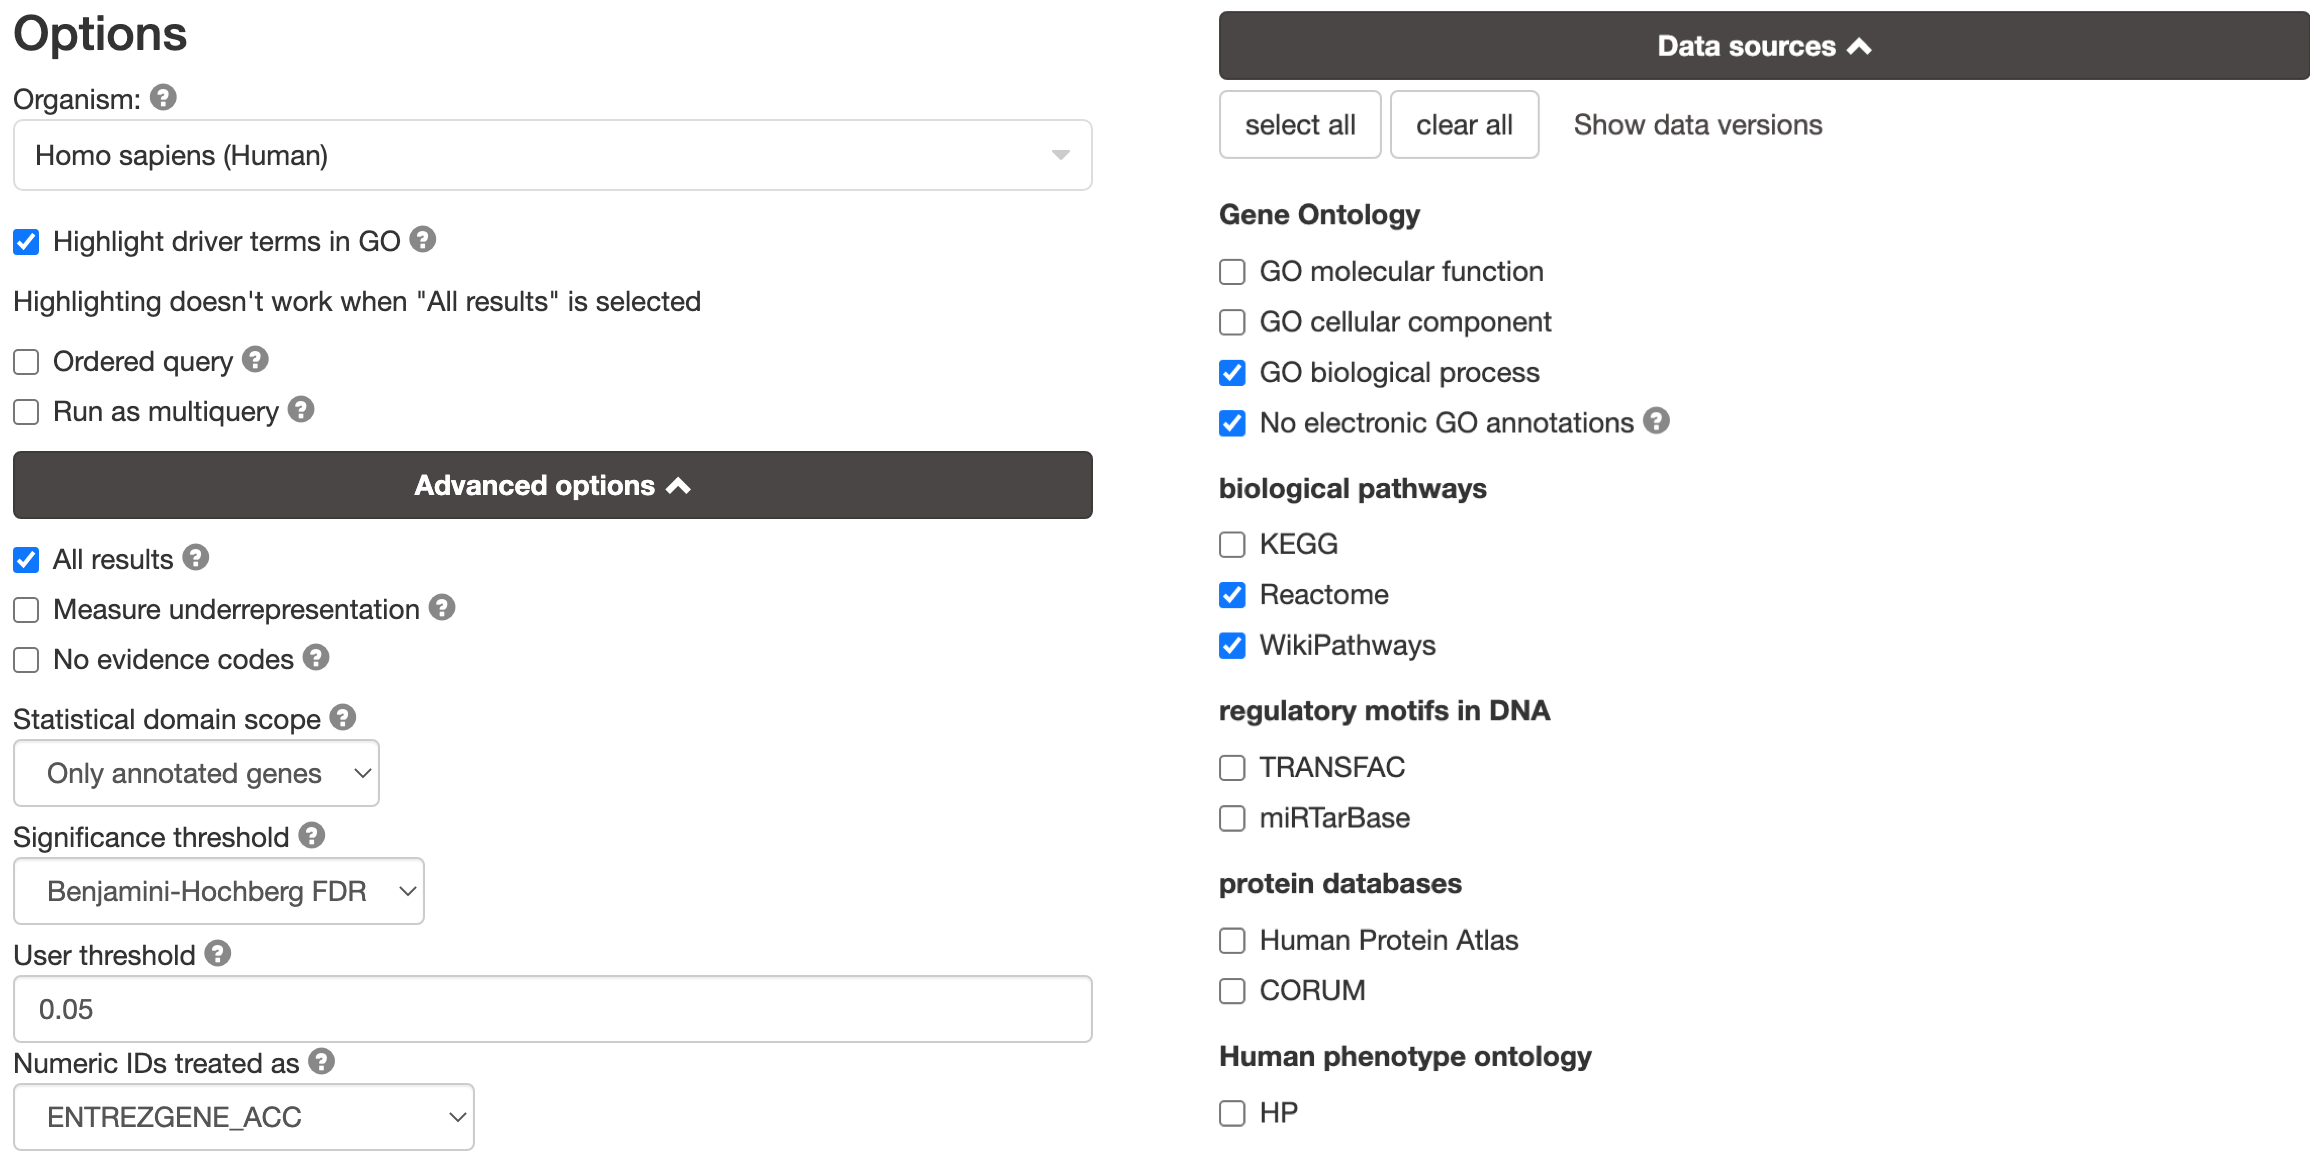 Options
Organism:
Homo sapiens (Human)
Highlight driver terms in GO
Highlighting doesn't work when "All results" is selected
Ordered query
Run as multiquery
Advanced options
All results
Measure underrepresentation
No evidence codes
Statistical domain scope
Only annotated genes
Significance threshold
Benjamini-Hochberg FDR
User threshold
0.05
Numeric IDs treated as
ENTREZGENE_ACC
Data sources
select all
clear all
Show data versions
Gene Ontology
GO molecular function
GO cellular component
GO biological process
No electronic GO annotations
biological pathways
KEGG
Reactome
WikiPathways
regulatory motifs in DNA
TRANSFAC
miRTarBase
protein databases
Human Protein Atlas
CORUM
Human phenotype ontology
HP